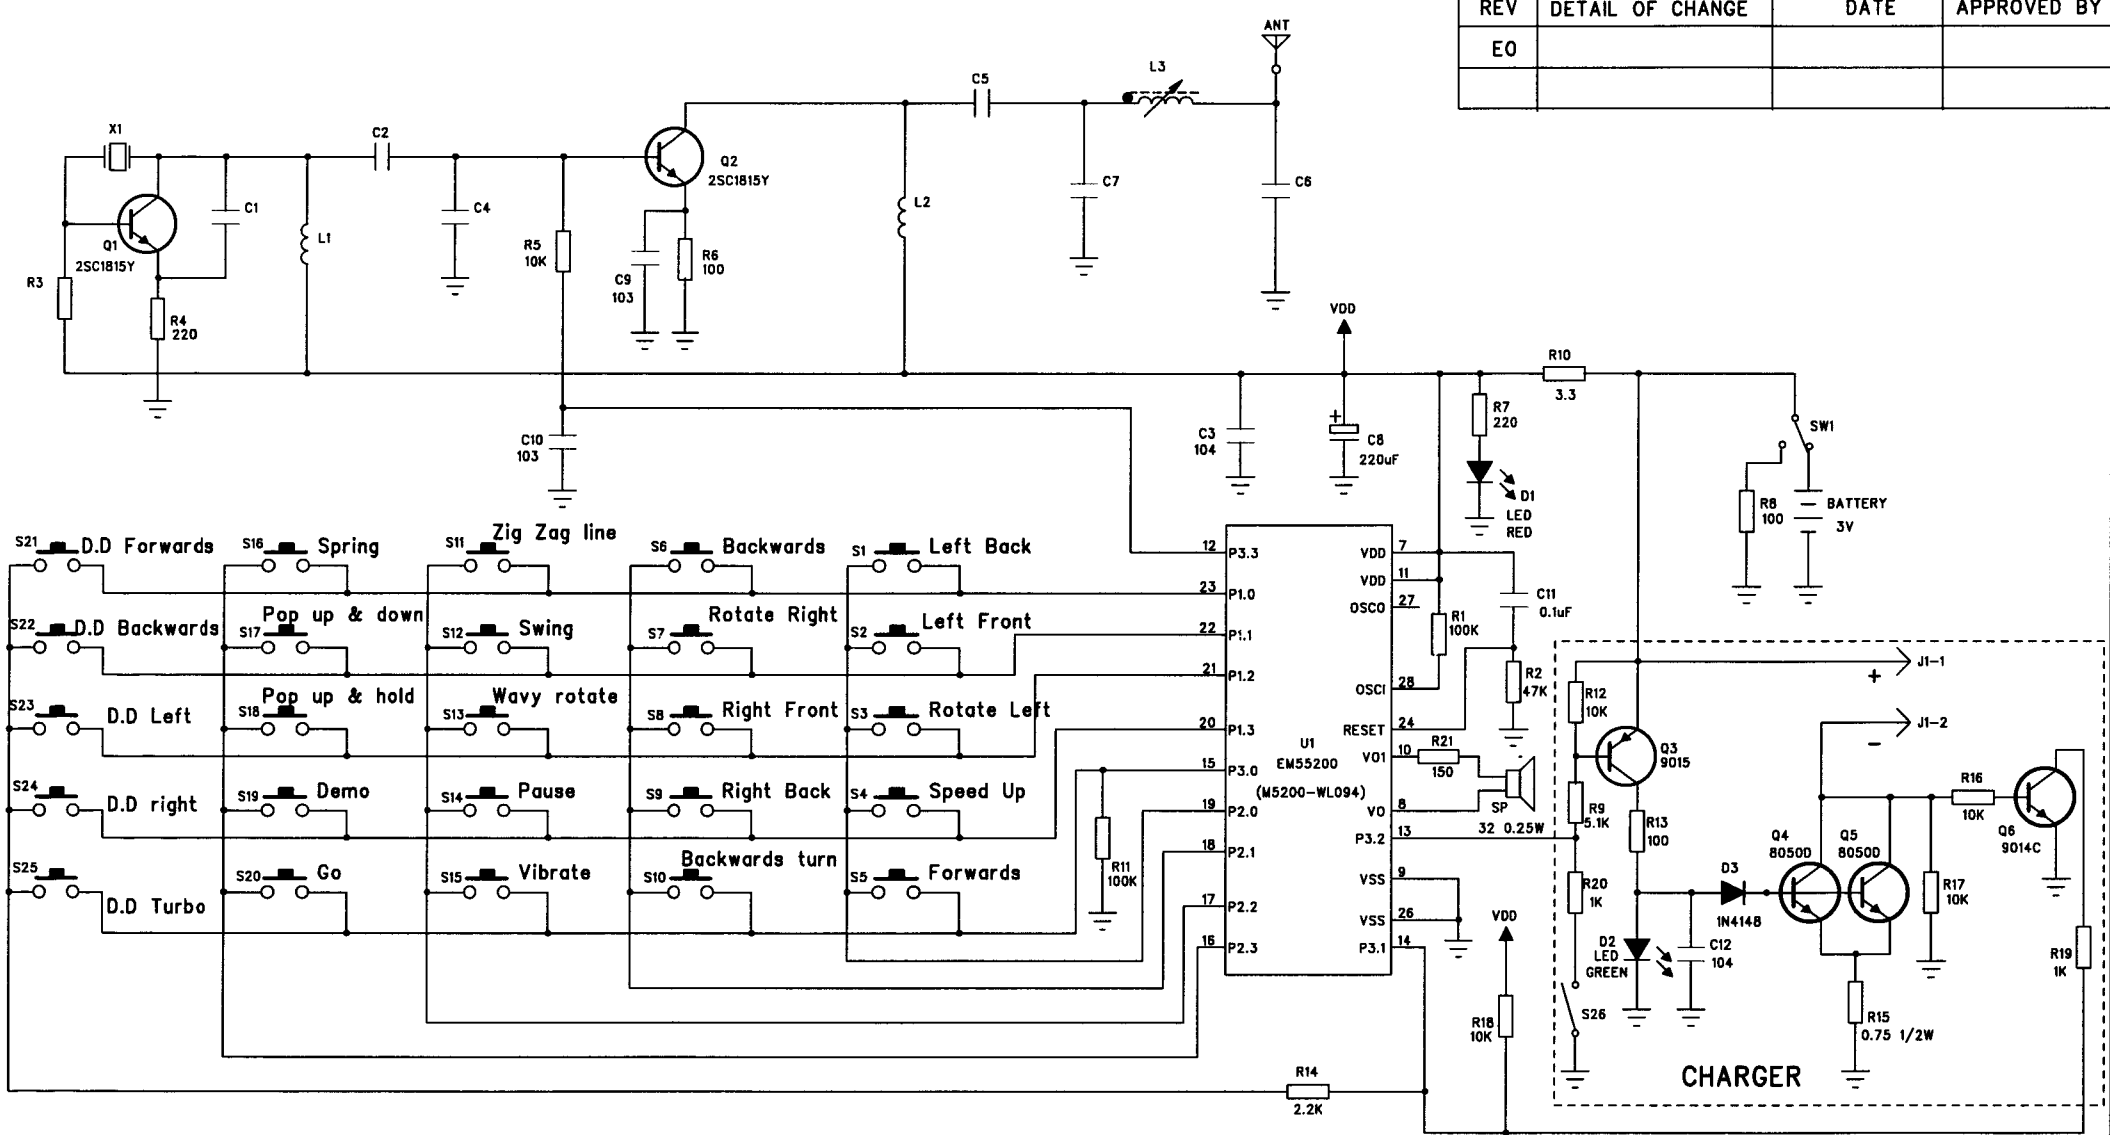 REV DETAIL OF CHANGE DATE APPROVED BY
E0
ANT
X1
C2
C5
L3
Q2
2SC1815Y
C1
C4
Q1
2SC1815Y
L1
L2
C7
C6
R3
R4
220
R5
10K
C9
103
R6
100
C10
103
VDD
C3
104
+
C8
220uF
R10
3.3
R7
220
D1
LED
RED
SW1
R8
100
BATTERY
3V
S21 D.D Forwards
S16 Spring
S11 Zig Zag line
S6 Backwards
S1 Left Back
S22 D.D Backwards
S17 Pop up & down
S12 Swing
S7 Rotate Right
S2 Left Front
S23 D.D Left
S18 Pop up & hold
S13 Wavy rotate
S8 Right Front
S3 Rotate Left
S24 D.D right
S19 Demo
S14 Pause
S9 Right Back
S4 Speed Up
S25 D.D Turbo
S20 Go
S15 Vibrate
S10 Backwards turn
S5 Forwards
R11
100K
12 P3.3
23 P1.0
22 P1.1
21 P1.2
20 P1.3
15 P3.0
19 P2.0
18 P2.1
17 P2.2
16 P2.3
U1
EM55200
(M5200-WL094)
VDD 7
VDD 11
OSCO 27
OSCI 28
RESET 24
VO1 10
VO 8
P3.2 13
VSS 9
VSS 26
P3.1 14
R1
100K
C11
0.1uF
R2
47K
R21
150
SP
32 0.25W
VDD
R18
10K
R14
2.2K
R12
10K
R9
5.1K
R20
1K
S26
Q3
9015
R13
100
D2
LED
GREEN
C12
104
D3
1N4148
J1-1
+
J1-2
-
Q4
8050D
Q5
8050D
R15
0.75 1/2W
R16
10K
R17
10K
Q6
9014C
R19
1K
CHARGER